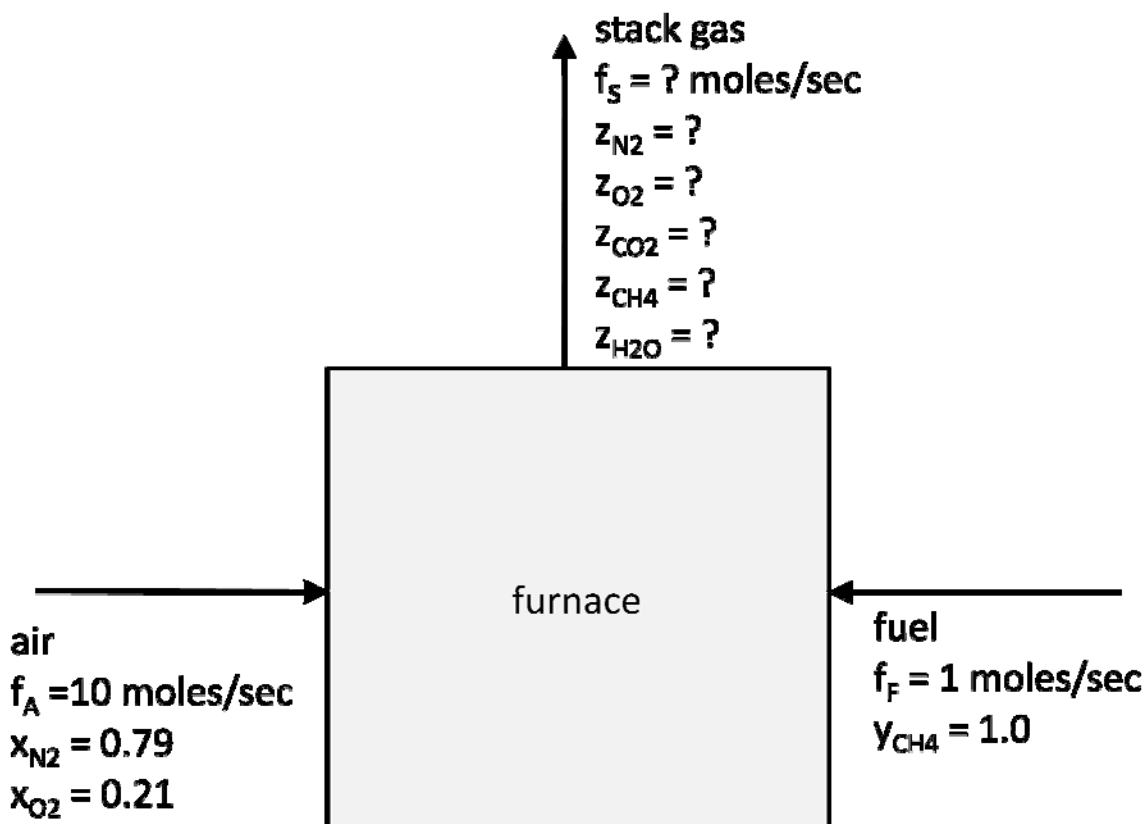 stack gas
f_S = ? moles/sec
z_N2 = ?
z_O2 = ?
z_CO2 = ?
z_CH4 = ?
z_H2O = ?
furnace
air
f_A =10 moles/sec
x_N2 = 0.79
x_O2 = 0.21
fuel
f_F = 1 moles/sec
y_CH4 = 1.0